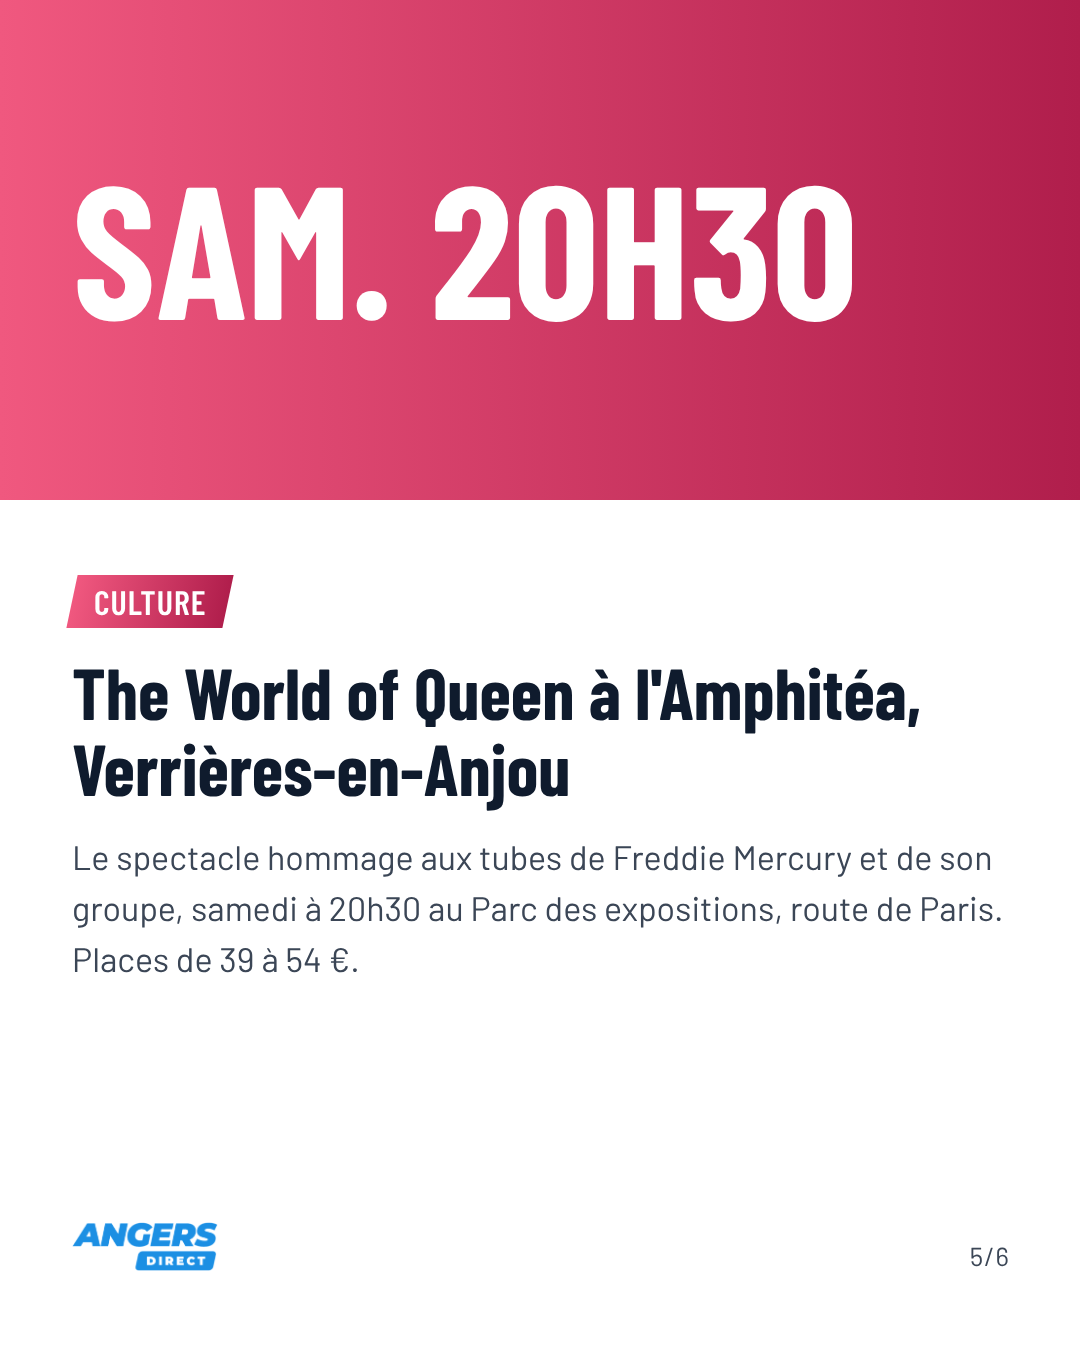 SAM. 20H30
CULTURE
The World of Queen à l'Amphitéa,
Verrières-en-Anjou
Le spectacle hommage aux tubes de Freddie Mercury et de son
groupe, samedi à 20h30 au Parc des expositions, route de Paris.
Places de 39 à 54 €.
ANGERS
DIRECT
5/6